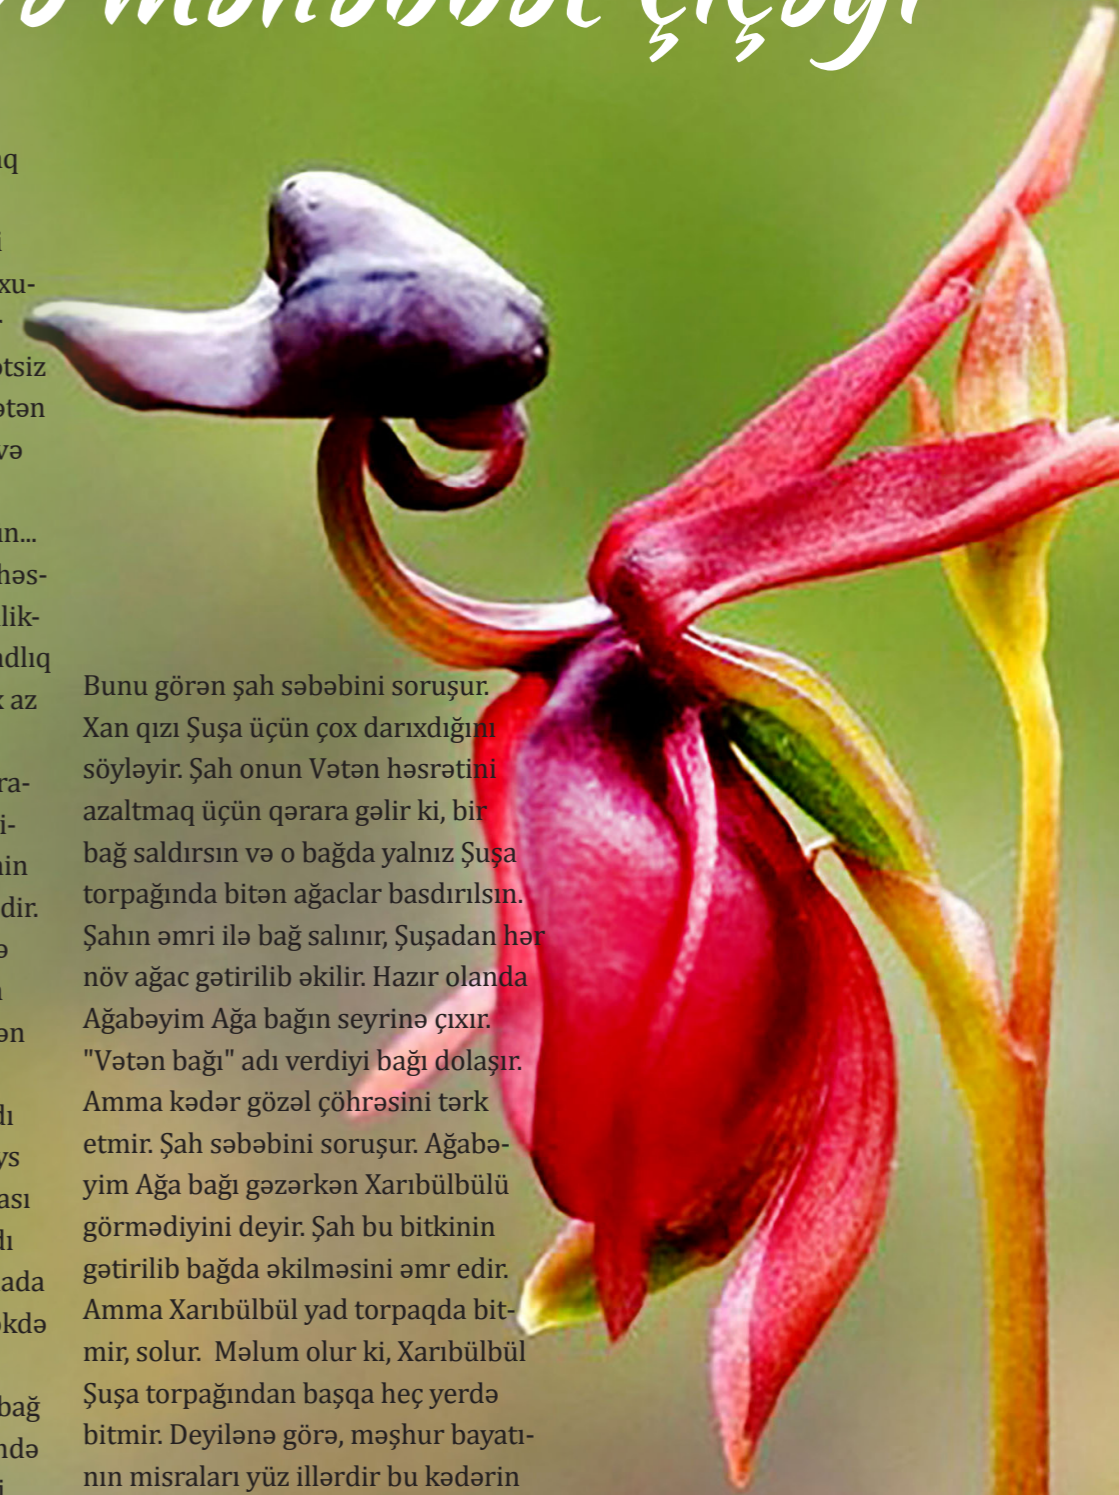 məhəbbət çiçəyi
az
Bunu görən şah səbəbini soruşur.
Xan qızı Şuşa üçün çox darıxdığını
söyləyir. Şah onun Vətən həsrətini
azaltmaq üçün qərara gəlir ki, bir
bağ saldırsın və o bağda yalnız Şuşa
torpağında bitən ağaclar basdırılsın.
Şahın əmri ilə bağ salınır, Şuşadan hər
növ ağac gətirilib əkilir. Hazır olanda
Ağabəyim Ağa bağın seyrinə çıxır.
"Vətən bağı" adı verdiyi bağı dolaşır.
Amma kədər gözəl çöhrəsini tərk
etmir. Şah səbəbini soruşur. Ağabə-
yim Ağa bağı gəzərkən Xarıbülbülü
görmədiyini deyir. Şah bu bitkinin
gətirilib bağda əkilməsini əmr edir.
Amma Xarıbülbül yad torpaqda bit-
mir, solur. Məlum olur ki, Xarıbülbül
Şuşa torpağından başqa heç yerdə
bitmir. Deyilənə görə, məşhur bayatı-
nın misraları yüz illərdir bu kədərin